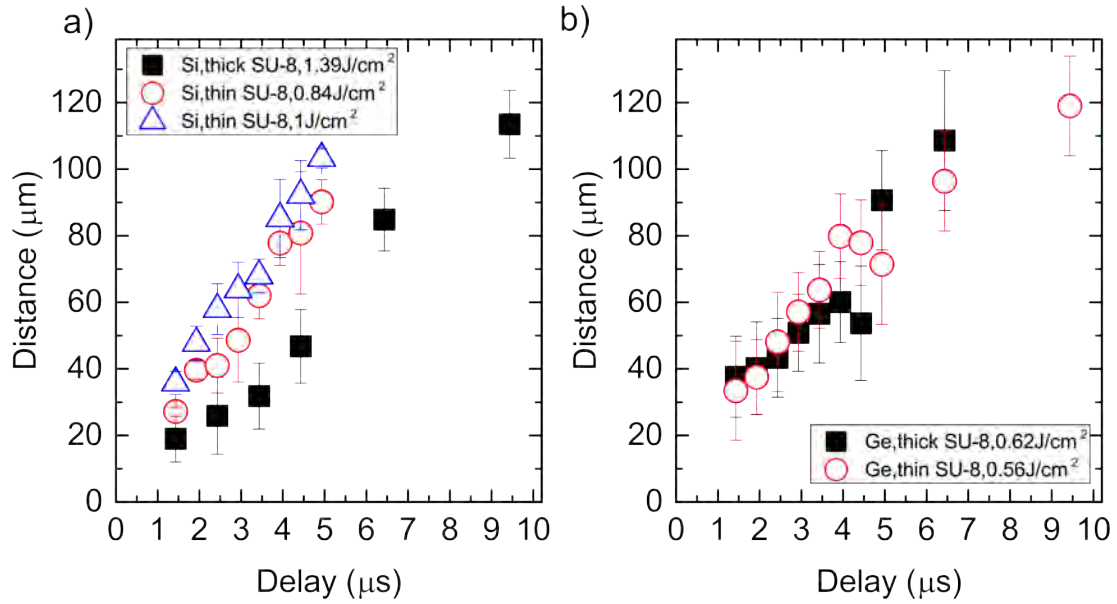 a)
Si,thick SU-8,1.39J/cm²
Si,thin SU-8,0.84J/cm²
Si,thin SU-8,1J/cm²
Distance (μm)
120
100
80
60
40
20
0
0 1 2 3 4 5 6 7 8 9 10
Delay (μs)
b)
Ge,thick SU-8,0.62J/cm²
Ge,thin SU-8,0.56J/cm²
Distance (μm)
120
100
80
60
40
20
0
0 1 2 3 4 5 6 7 8 9 10
Delay (μs)